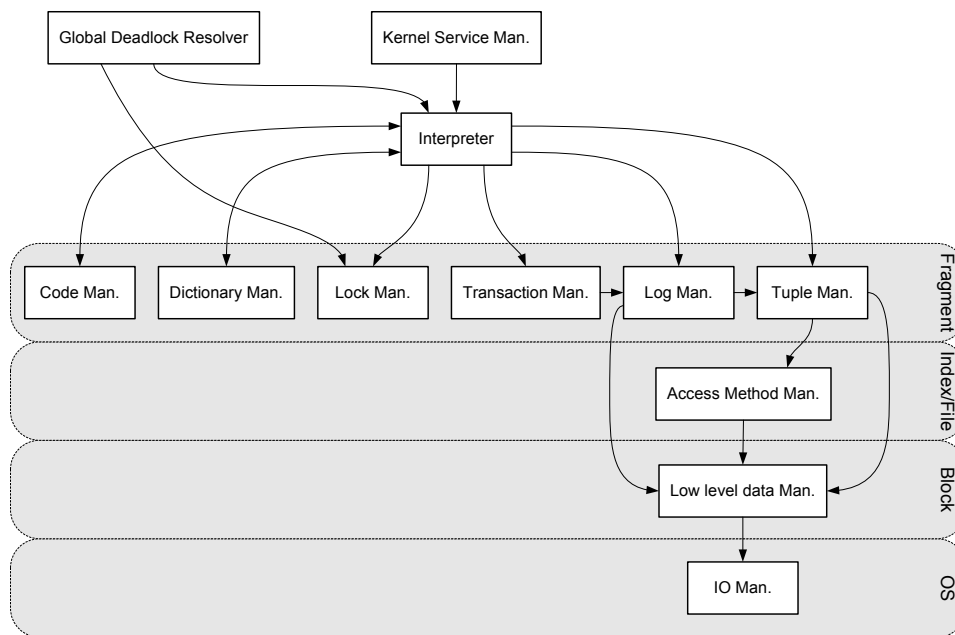 Global Deadlock Resolver
Kernel Service Man.
Interpreter
Code Man.
Dictionary Man.
Lock Man.
Transaction Man.
Log Man.
Tuple Man.
Fragment
Access Method Man.
Index/File
Low level data Man.
Block
IO Man.
OS